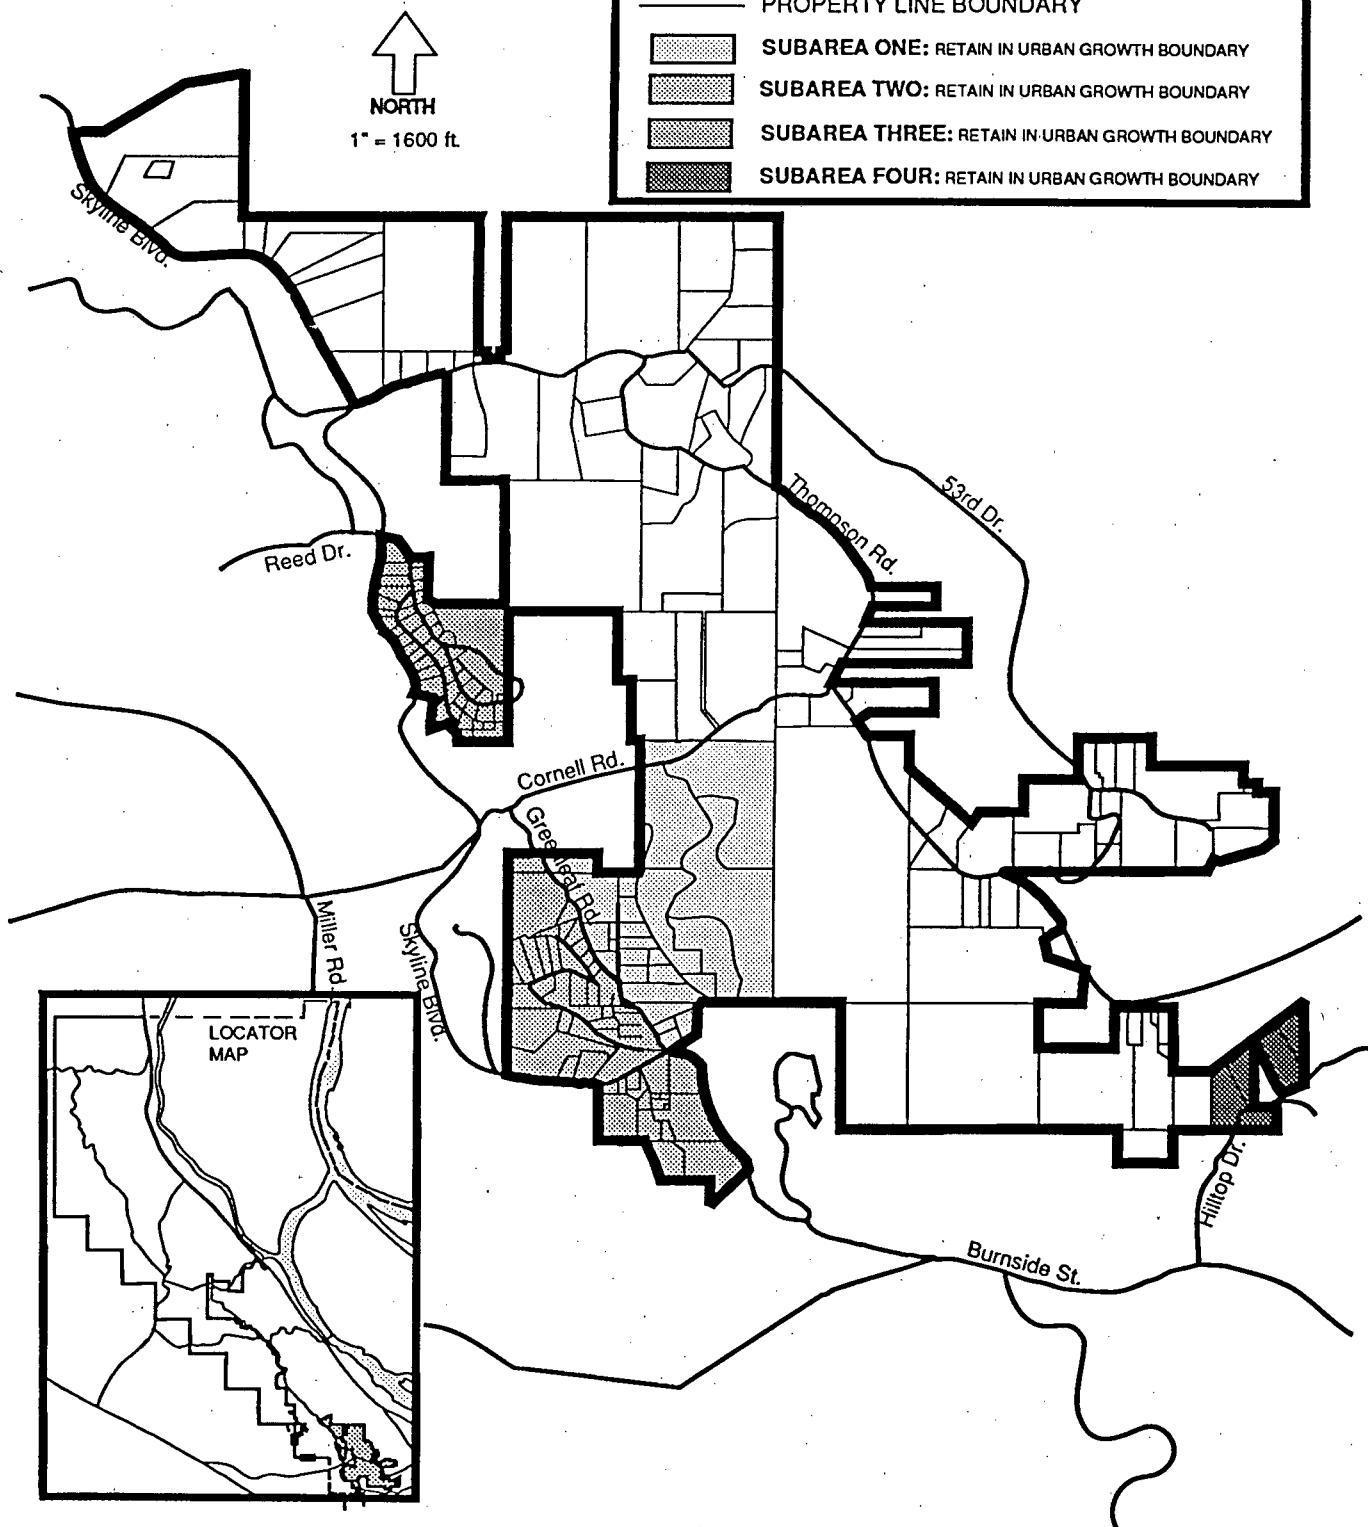 PROPERTY LINE BOUNDARY
SUBAREA ONE: RETAIN IN URBAN GROWTH BOUNDARY
SUBAREA TWO: RETAIN IN URBAN GROWTH BOUNDARY
SUBAREA THREE: RETAIN IN URBAN GROWTH BOUNDARY
SUBAREA FOUR: RETAIN IN URBAN GROWTH BOUNDARY
NORTH
1" = 1600 ft.
Skyline Blvd.
53rd Dr.
Thompson Rd.
Reed Dr.
Cornell Rd.
Greenleaf Rd.
Miller Rd.
Skyline Blvd.
LOCATOR
MAP
Hilltop Dr.
Burnside St.